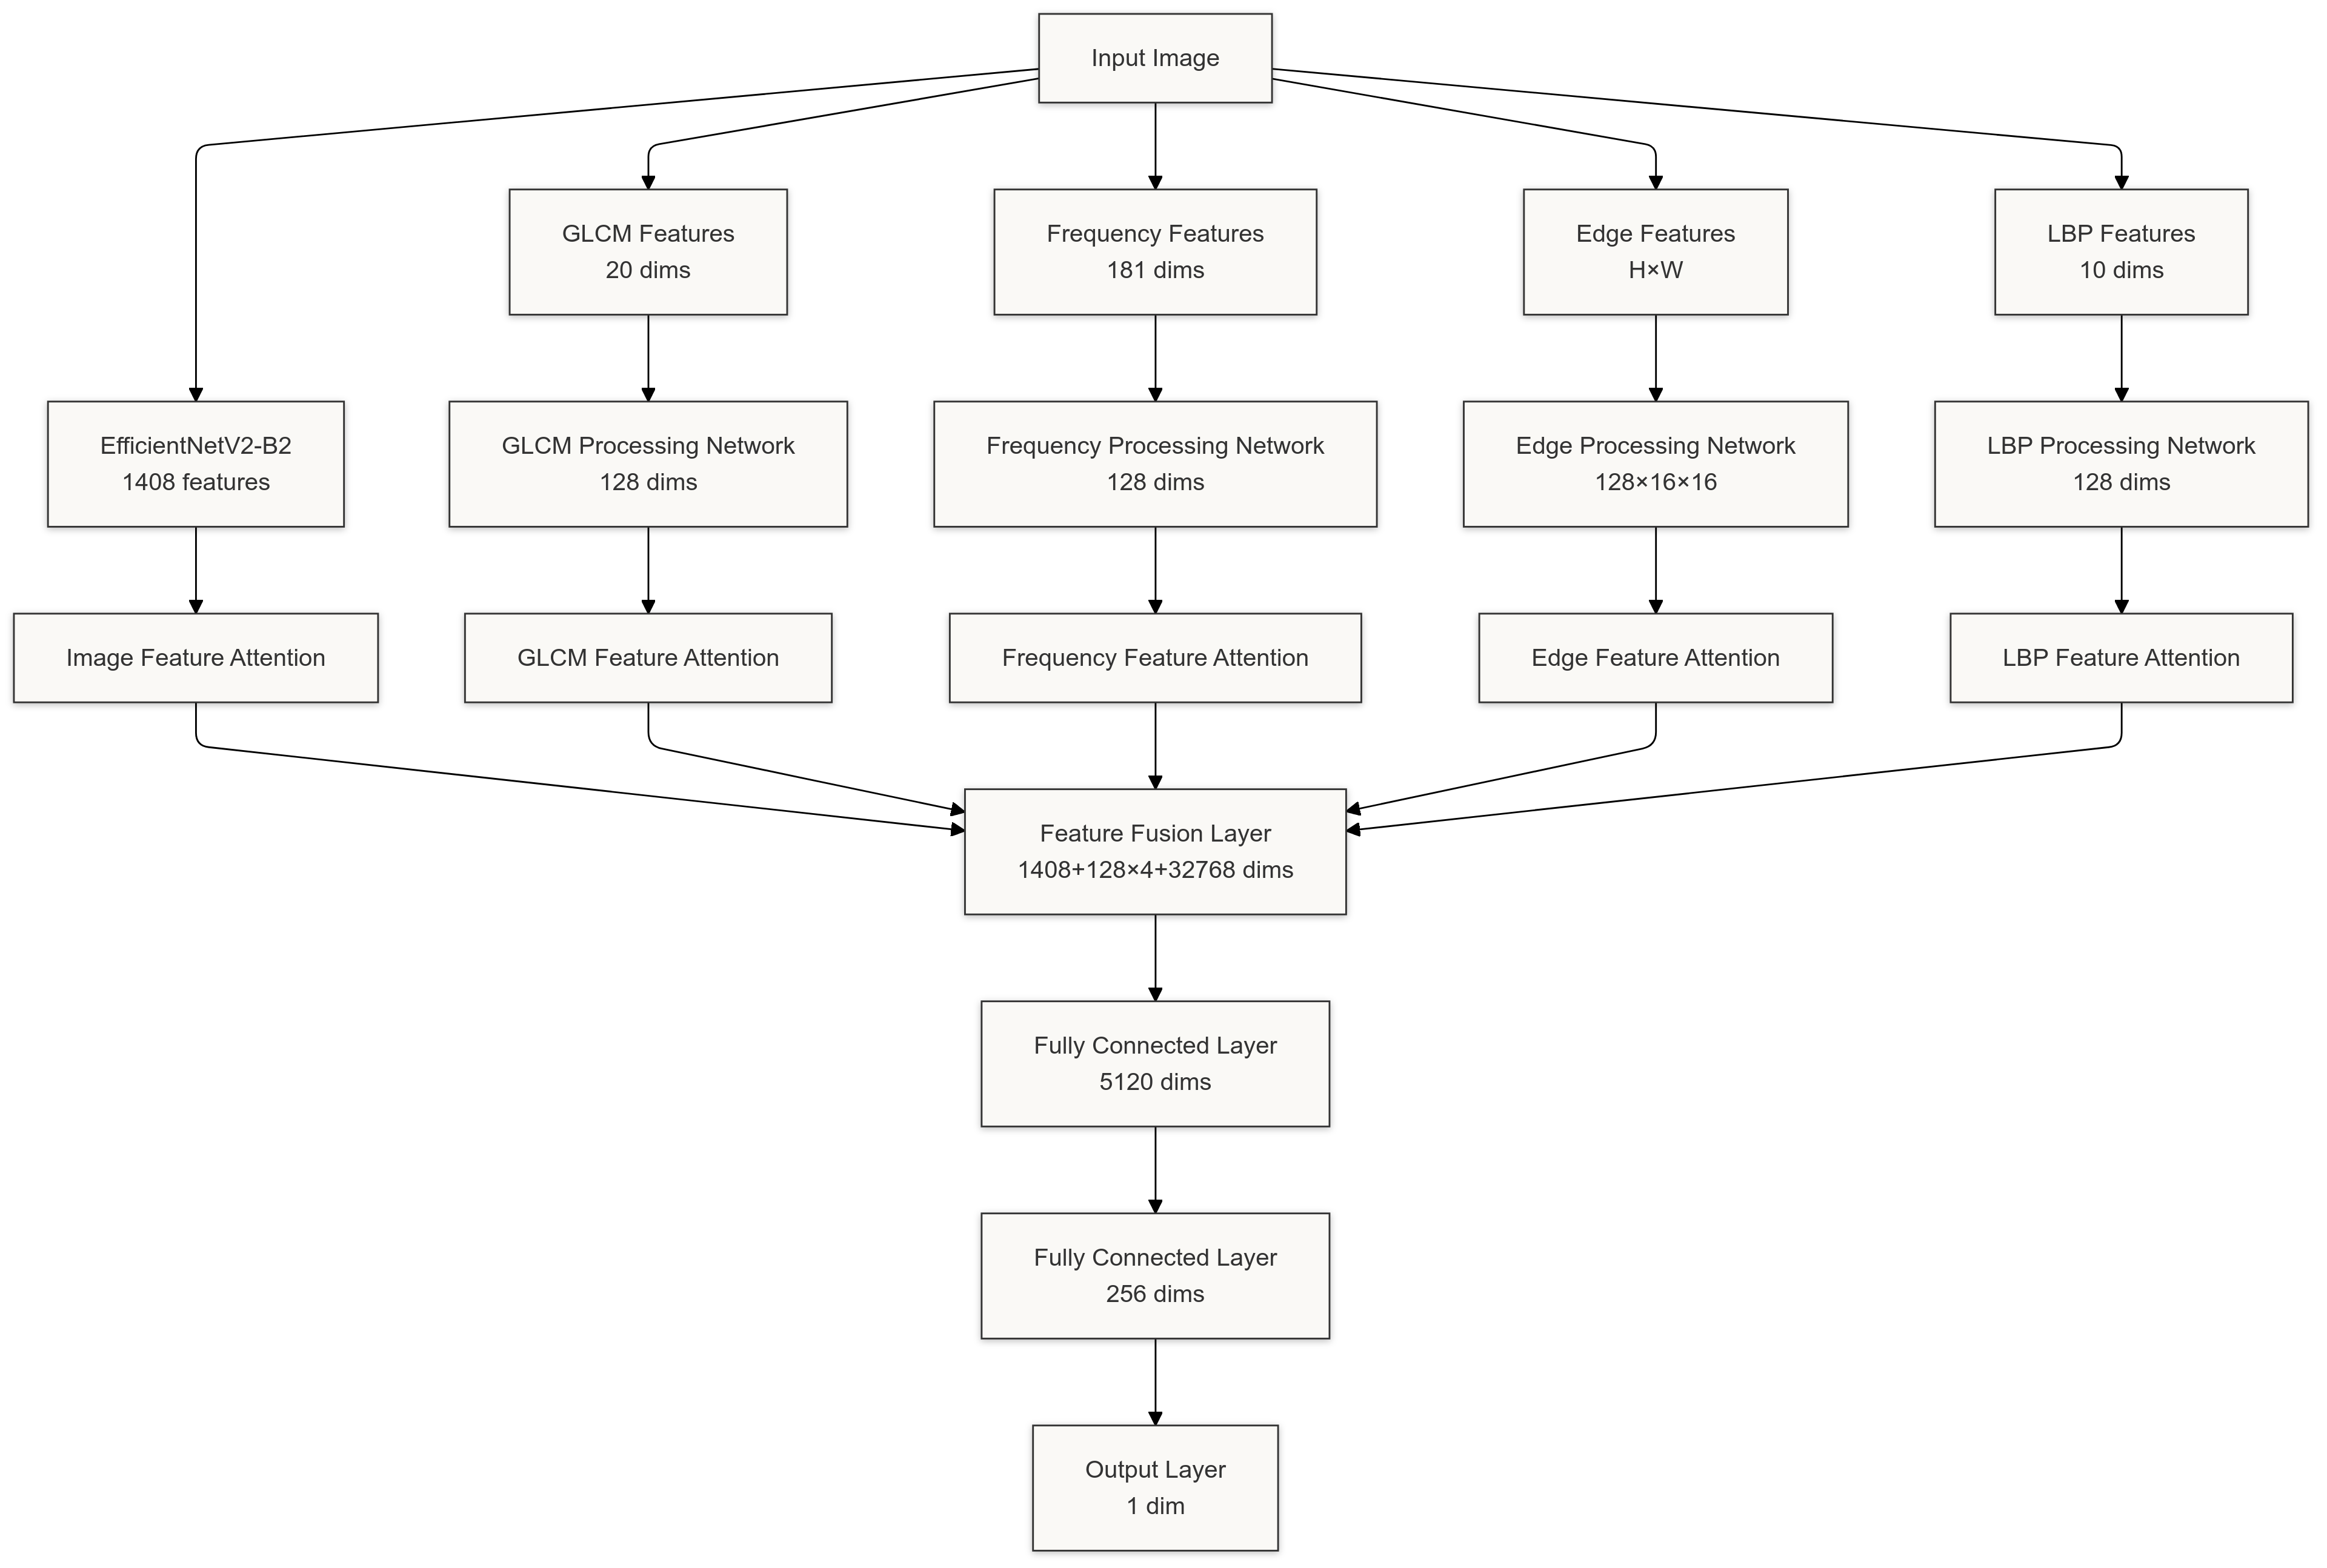 Input Image
GLCM Features
20 dims
Frequency Features
181 dims
Edge Features
H×W
LBP Features
10 dims
EfficientNetV2-B2
1408 features
GLCM Processing Network
128 dims
Frequency Processing Network
128 dims
Edge Processing Network
128×16×16
LBP Processing Network
128 dims
Image Feature Attention
GLCM Feature Attention
Frequency Feature Attention
Edge Feature Attention
LBP Feature Attention
Feature Fusion Layer
1408+128×4+32768 dims
Fully Connected Layer
5120 dims
Fully Connected Layer
256 dims
Output Layer
1 dim